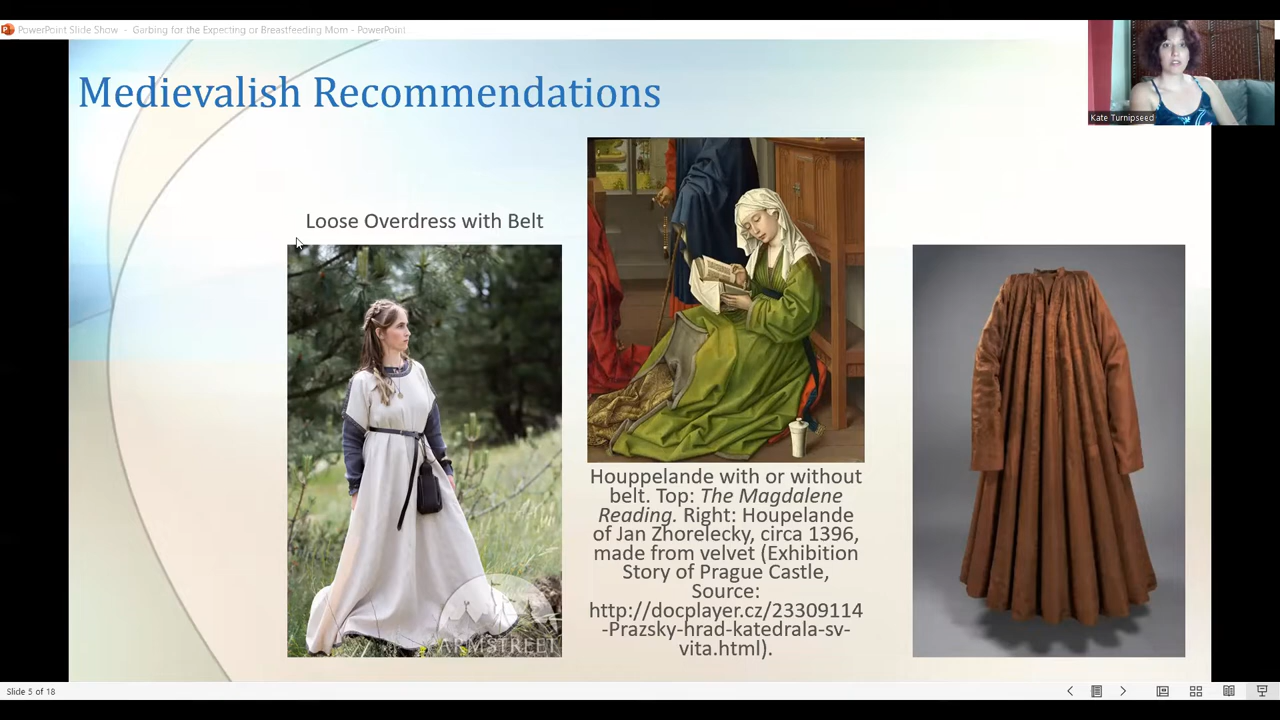 PowerPoint Slide Show - Garbing for the Expecting or Breastfeeding Mom - PowerPoint
Kate Turnipseed
Medievalish Recommendations
Loose Overdress with Belt
ARMSTREET
Houppelande with or without
belt. Top: The Magdalene
Reading. Right: Houpelande
of Jan Zhorelecky, circa 1396,
made from velvet (Exhibition
Story of Prague Castle,
Source:
http://docplayer.cz/23309114
-Prazsky-hrad-katedrala-sv-
vita.html).
Slide 5 of 18